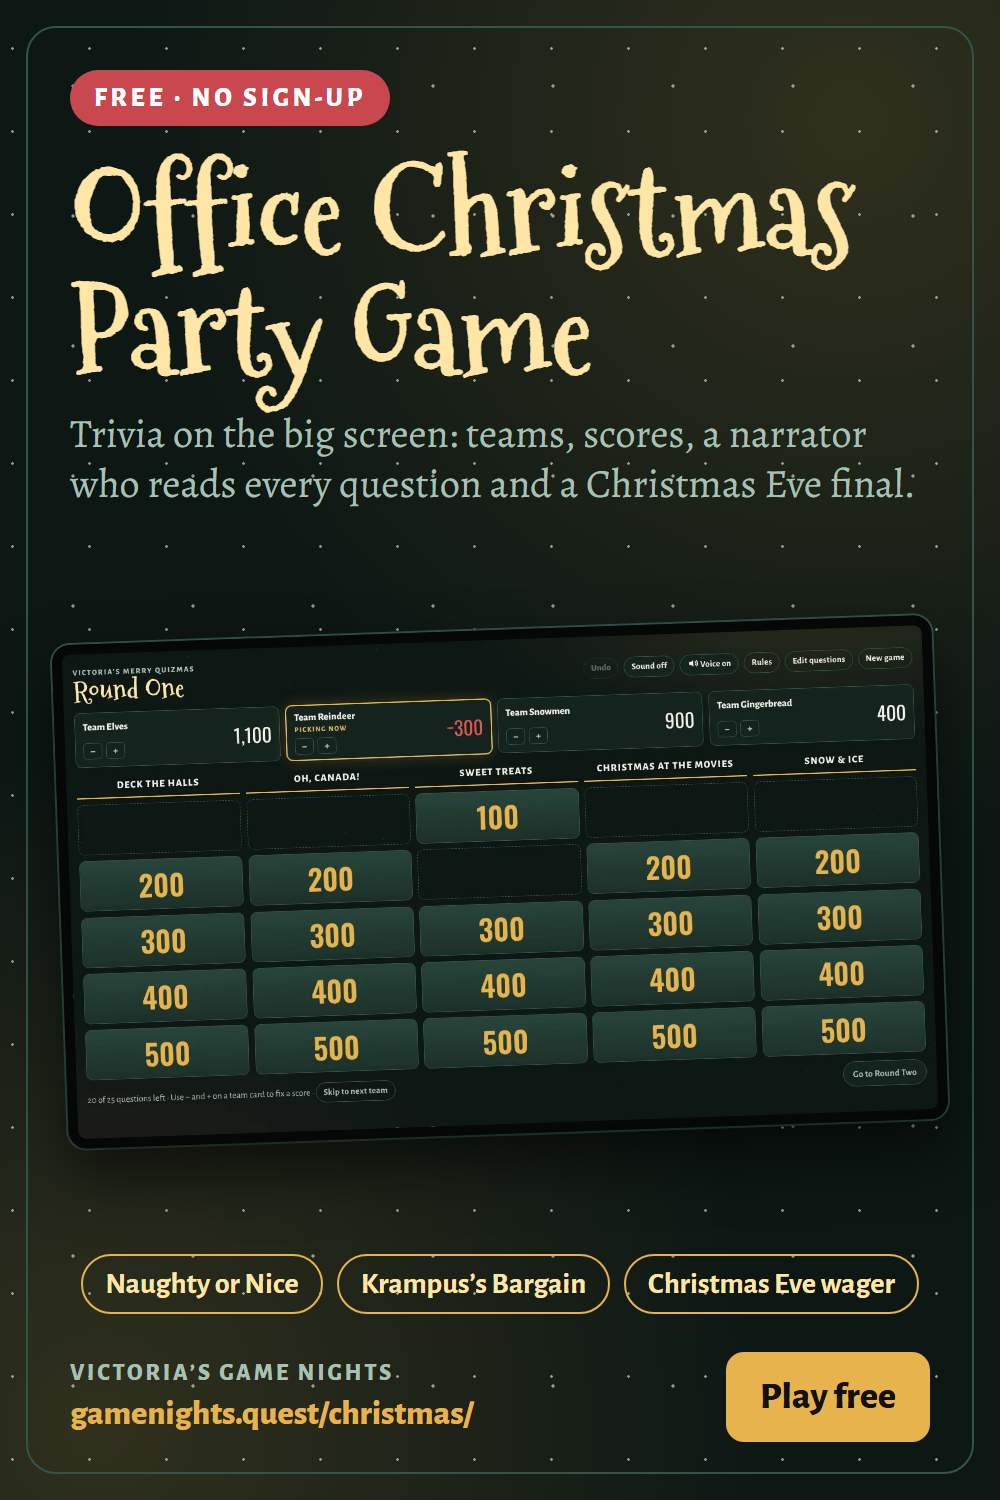 FREE · NO SIGN-UP
Office Christmas
Party Game
Trivia on the big screen: teams, scores, a narrator
who reads every question and a Christmas Eve final.
VICTORIA'S MERRY QUIZMAS
Round One
Undo
Sound off
Voice on
Rules
Edit questions
New game
Team Elves
1,100
− +
Team Reindeer
PICKING NOW
−300
− +
Team Snowmen
900
− +
Team Gingerbread
400
− +
DECK THE HALLS
OH, CANADA!
SWEET TREATS
CHRISTMAS AT THE MOVIES
SNOW & ICE
100
200 200 200 200
300 300 300 300 300
400 400 400 400 400
500 500 500 500 500
20 of 25 questions left · Use − and + on a team card to fix a score
Skip to next team
Go to Round Two
Naughty or Nice
Krampus’s Bargain
Christmas Eve wager
VICTORIA’S GAME NIGHTS
gamenights.quest/christmas/
Play free